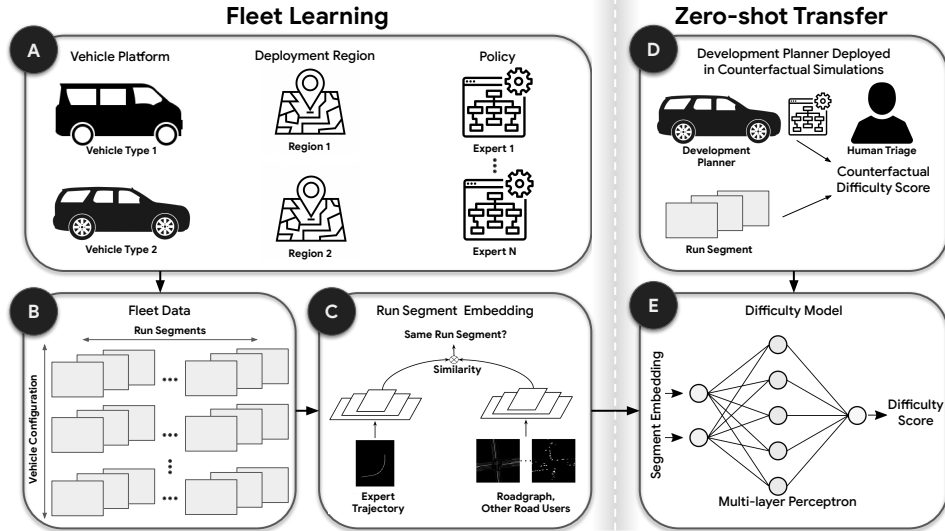 Fleet Learning
Zero-shot Transfer
A
Vehicle Platform
Deployment Region
Policy
Vehicle Type 1
Region 1
Expert 1
Vehicle Type 2
Region 2
Expert N
D
Development Planner Deployed
in Counterfactual Simulations
Development
Planner
Human Triage
Counterfactual
Difficulty Score
Run Segment
B
Fleet Data
Run Segments
Vehicle Configuration
C
Run Segment Embedding
Same Run Segment?
Similarity
Expert
Trajectory
Roadgraph,
Other Road Users
E
Difficulty Model
Segment Embedding
Difficulty
Score
Multi-layer Perceptron